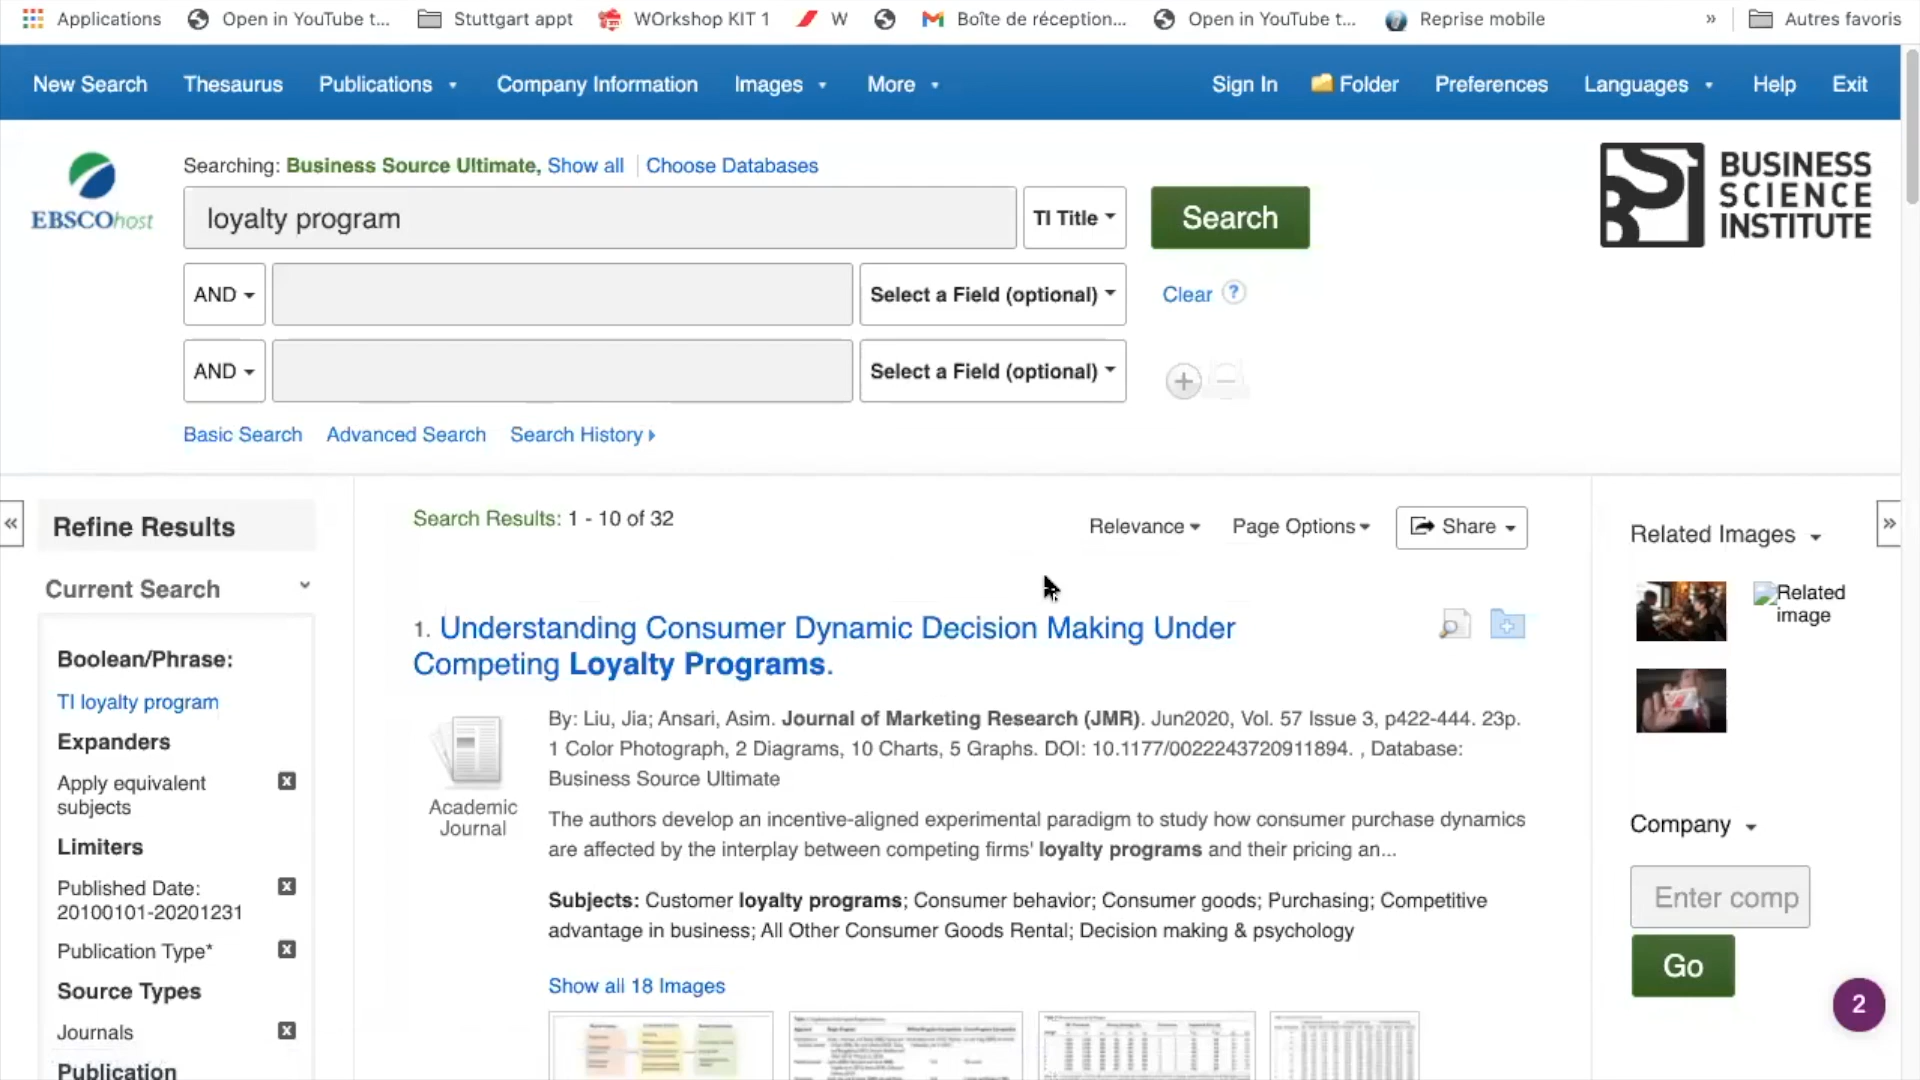 Applications Open in YouTube t... Stuttgart appt WOrkshop KIT 1 W Boîte de réception... Open in YouTube t... Reprise mobile » Autres favoris
New Search Thesaurus Publications Company Information Images More Sign In Folder Preferences Languages Help Exit
Searching: Business Source Ultimate, Show all Choose Databases
EBSCOhost
loyalty program TI Title Search
BUSINESS
SCIENCE
INSTITUTE
AND Select a Field (optional) Clear ?
AND Select a Field (optional)
Basic Search Advanced Search Search History
«
Refine Results
Current Search
Boolean/Phrase:
TI loyalty program
Expanders
Apply equivalent
subjects
Limiters
Published Date:
20100101-20201231
Publication Type*
Source Types
Journals
Publication
Search Results: 1 - 10 of 32
Relevance Page Options Share
1. Understanding Consumer Dynamic Decision Making Under
Competing Loyalty Programs.
Academic
Journal
By: Liu, Jia; Ansari, Asim. Journal of Marketing Research (JMR). Jun2020, Vol. 57 Issue 3, p422-444. 23p.
1 Color Photograph, 2 Diagrams, 10 Charts, 5 Graphs. DOI: 10.1177/0022243720911894. , Database:
Business Source Ultimate
The authors develop an incentive-aligned experimental paradigm to study how consumer purchase dynamics
are affected by the interplay between competing firms' loyalty programs and their pricing an...
Subjects: Customer loyalty programs; Consumer behavior; Consumer goods; Purchasing; Competitive
advantage in business; All Other Consumer Goods Rental; Decision making & psychology
Show all 18 Images
»
Related Images
Related
image
Company
Enter comp
Go
2